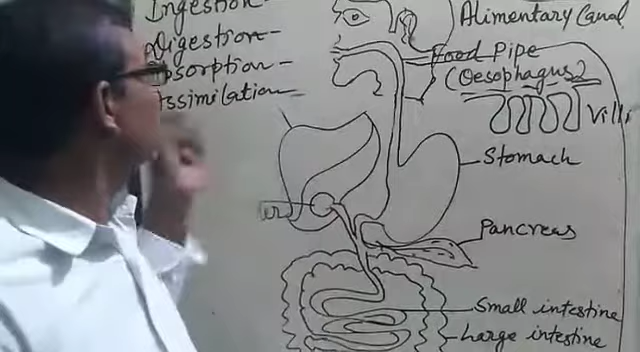 Ingestion-
Digestion-
Absorption-
Assimilation-
Alimentary Canal
Food Pipe
(Oesophagus)
Villi
Stomach
Pancreas
Small intestine
Large intestine